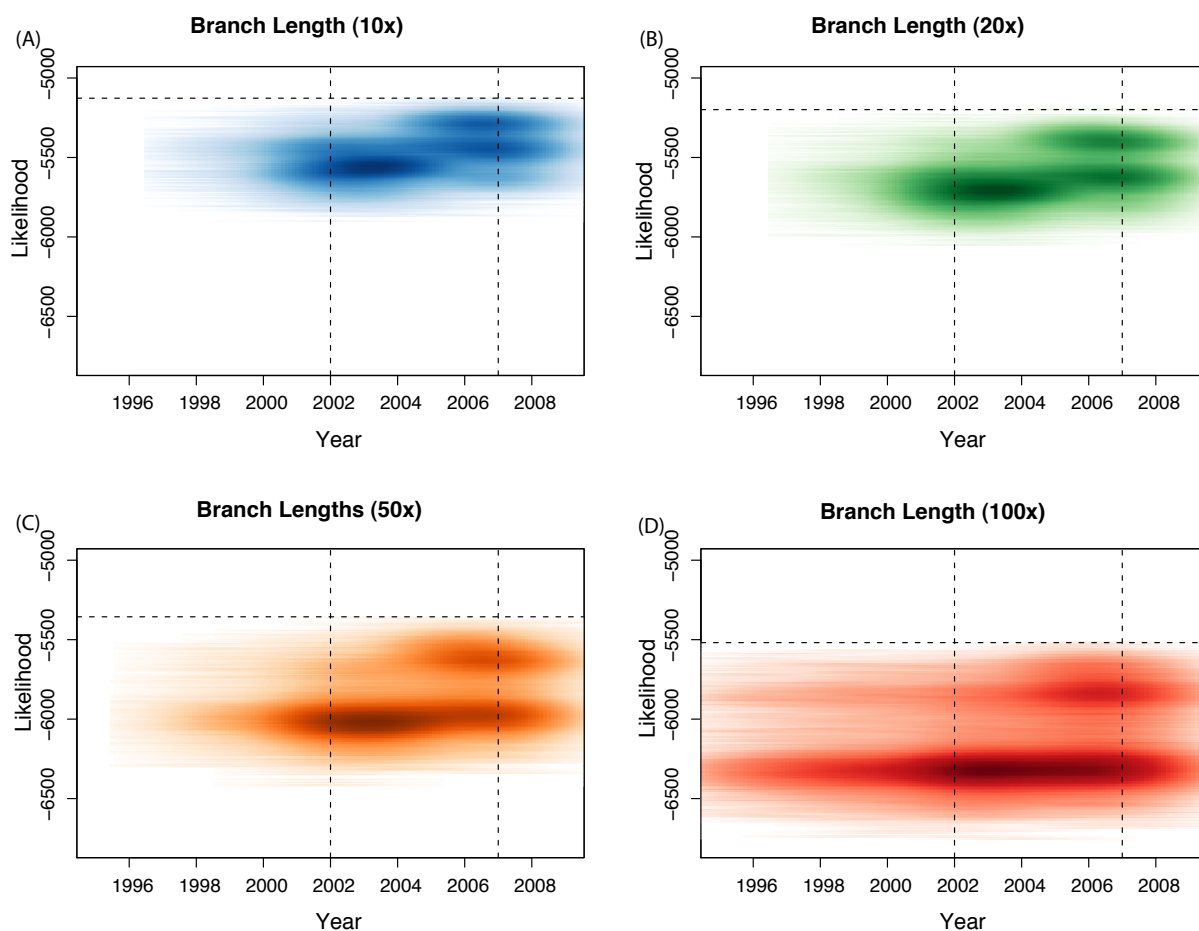 (A)
Branch Length (10x)
Likelihood
-5000
-5500
-6000
-6500
1996 1998 2000 2002 2004 2006 2008
Year
(B)
Branch Length (20x)
Likelihood
-5000
-5500
-6000
-6500
1996 1998 2000 2002 2004 2006 2008
Year
(C)
Branch Lengths (50x)
Likelihood
-5000
-5500
-6000
-6500
1996 1998 2000 2002 2004 2006 2008
Year
(D)
Branch Length (100x)
Likelihood
-5000
-5500
-6000
-6500
1996 1998 2000 2002 2004 2006 2008
Year